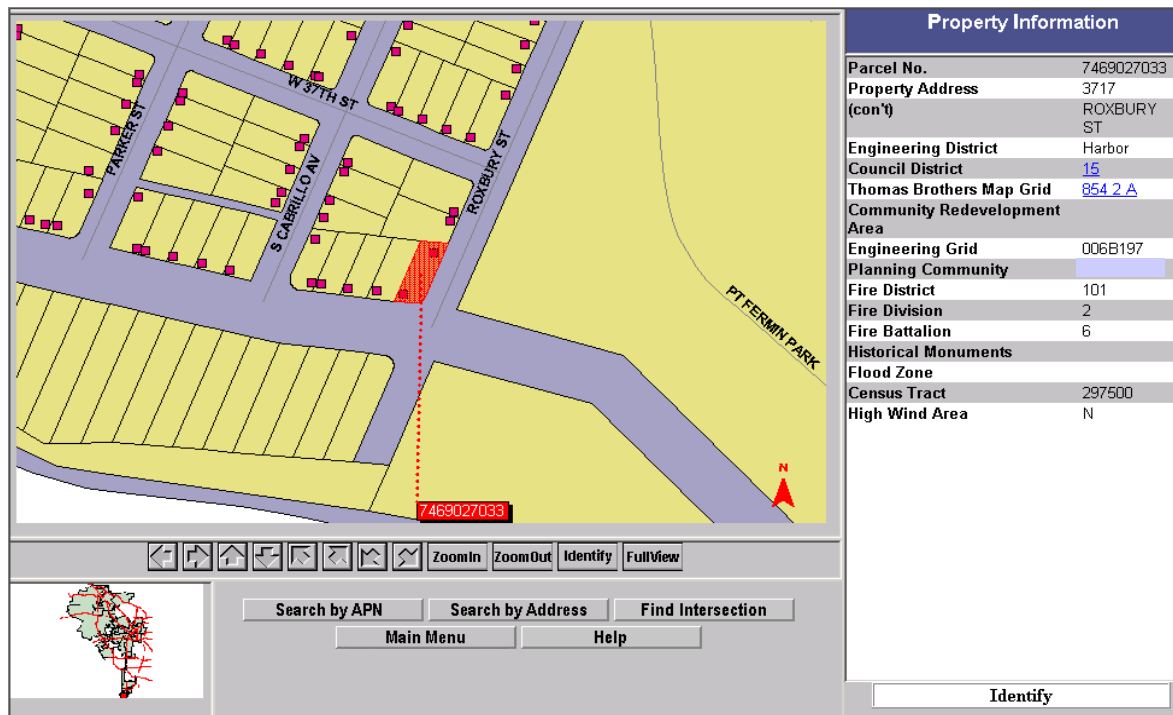 W 37TH ST
PARKER ST
S CABRILLO AV
ROXBURY ST
PT FERMIN PARK
N
7469027033
ZoomIn ZoomOut Identify FullView
Search by APN Search by Address Find Intersection
Main Menu Help
Property Information
Parcel No. 7469027033
Property Address 3717
(con't) ROXBURY
ST
Engineering District Harbor
Council District 15
Thomas Brothers Map Grid 854 2 A
Community Redevelopment
Area
Engineering Grid 006B197
Planning Community
Fire District 101
Fire Division 2
Fire Battalion 6
Historical Monuments
Flood Zone
Census Tract 297500
High Wind Area N
Identify